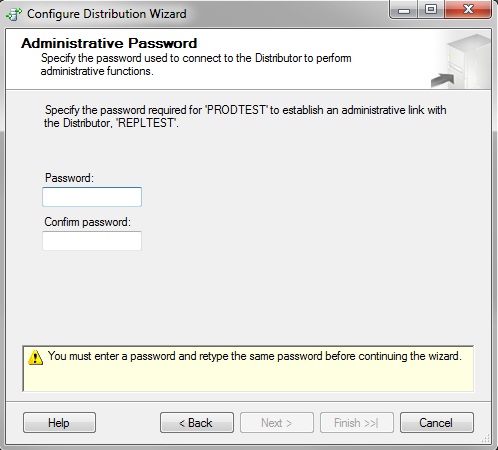 Configure Distribution Wizard
Administrative Password
Specify the password used to connect to the Distributor to perform
administrative functions.
Specify the password required for 'PRODTEST' to establish an administrative link with
the Distributor, 'REPLTEST'.
Password:
Confirm password:
You must enter a password and retype the same password before continuing the wizard.
Help
< Back
Next >
Finish >>|
Cancel